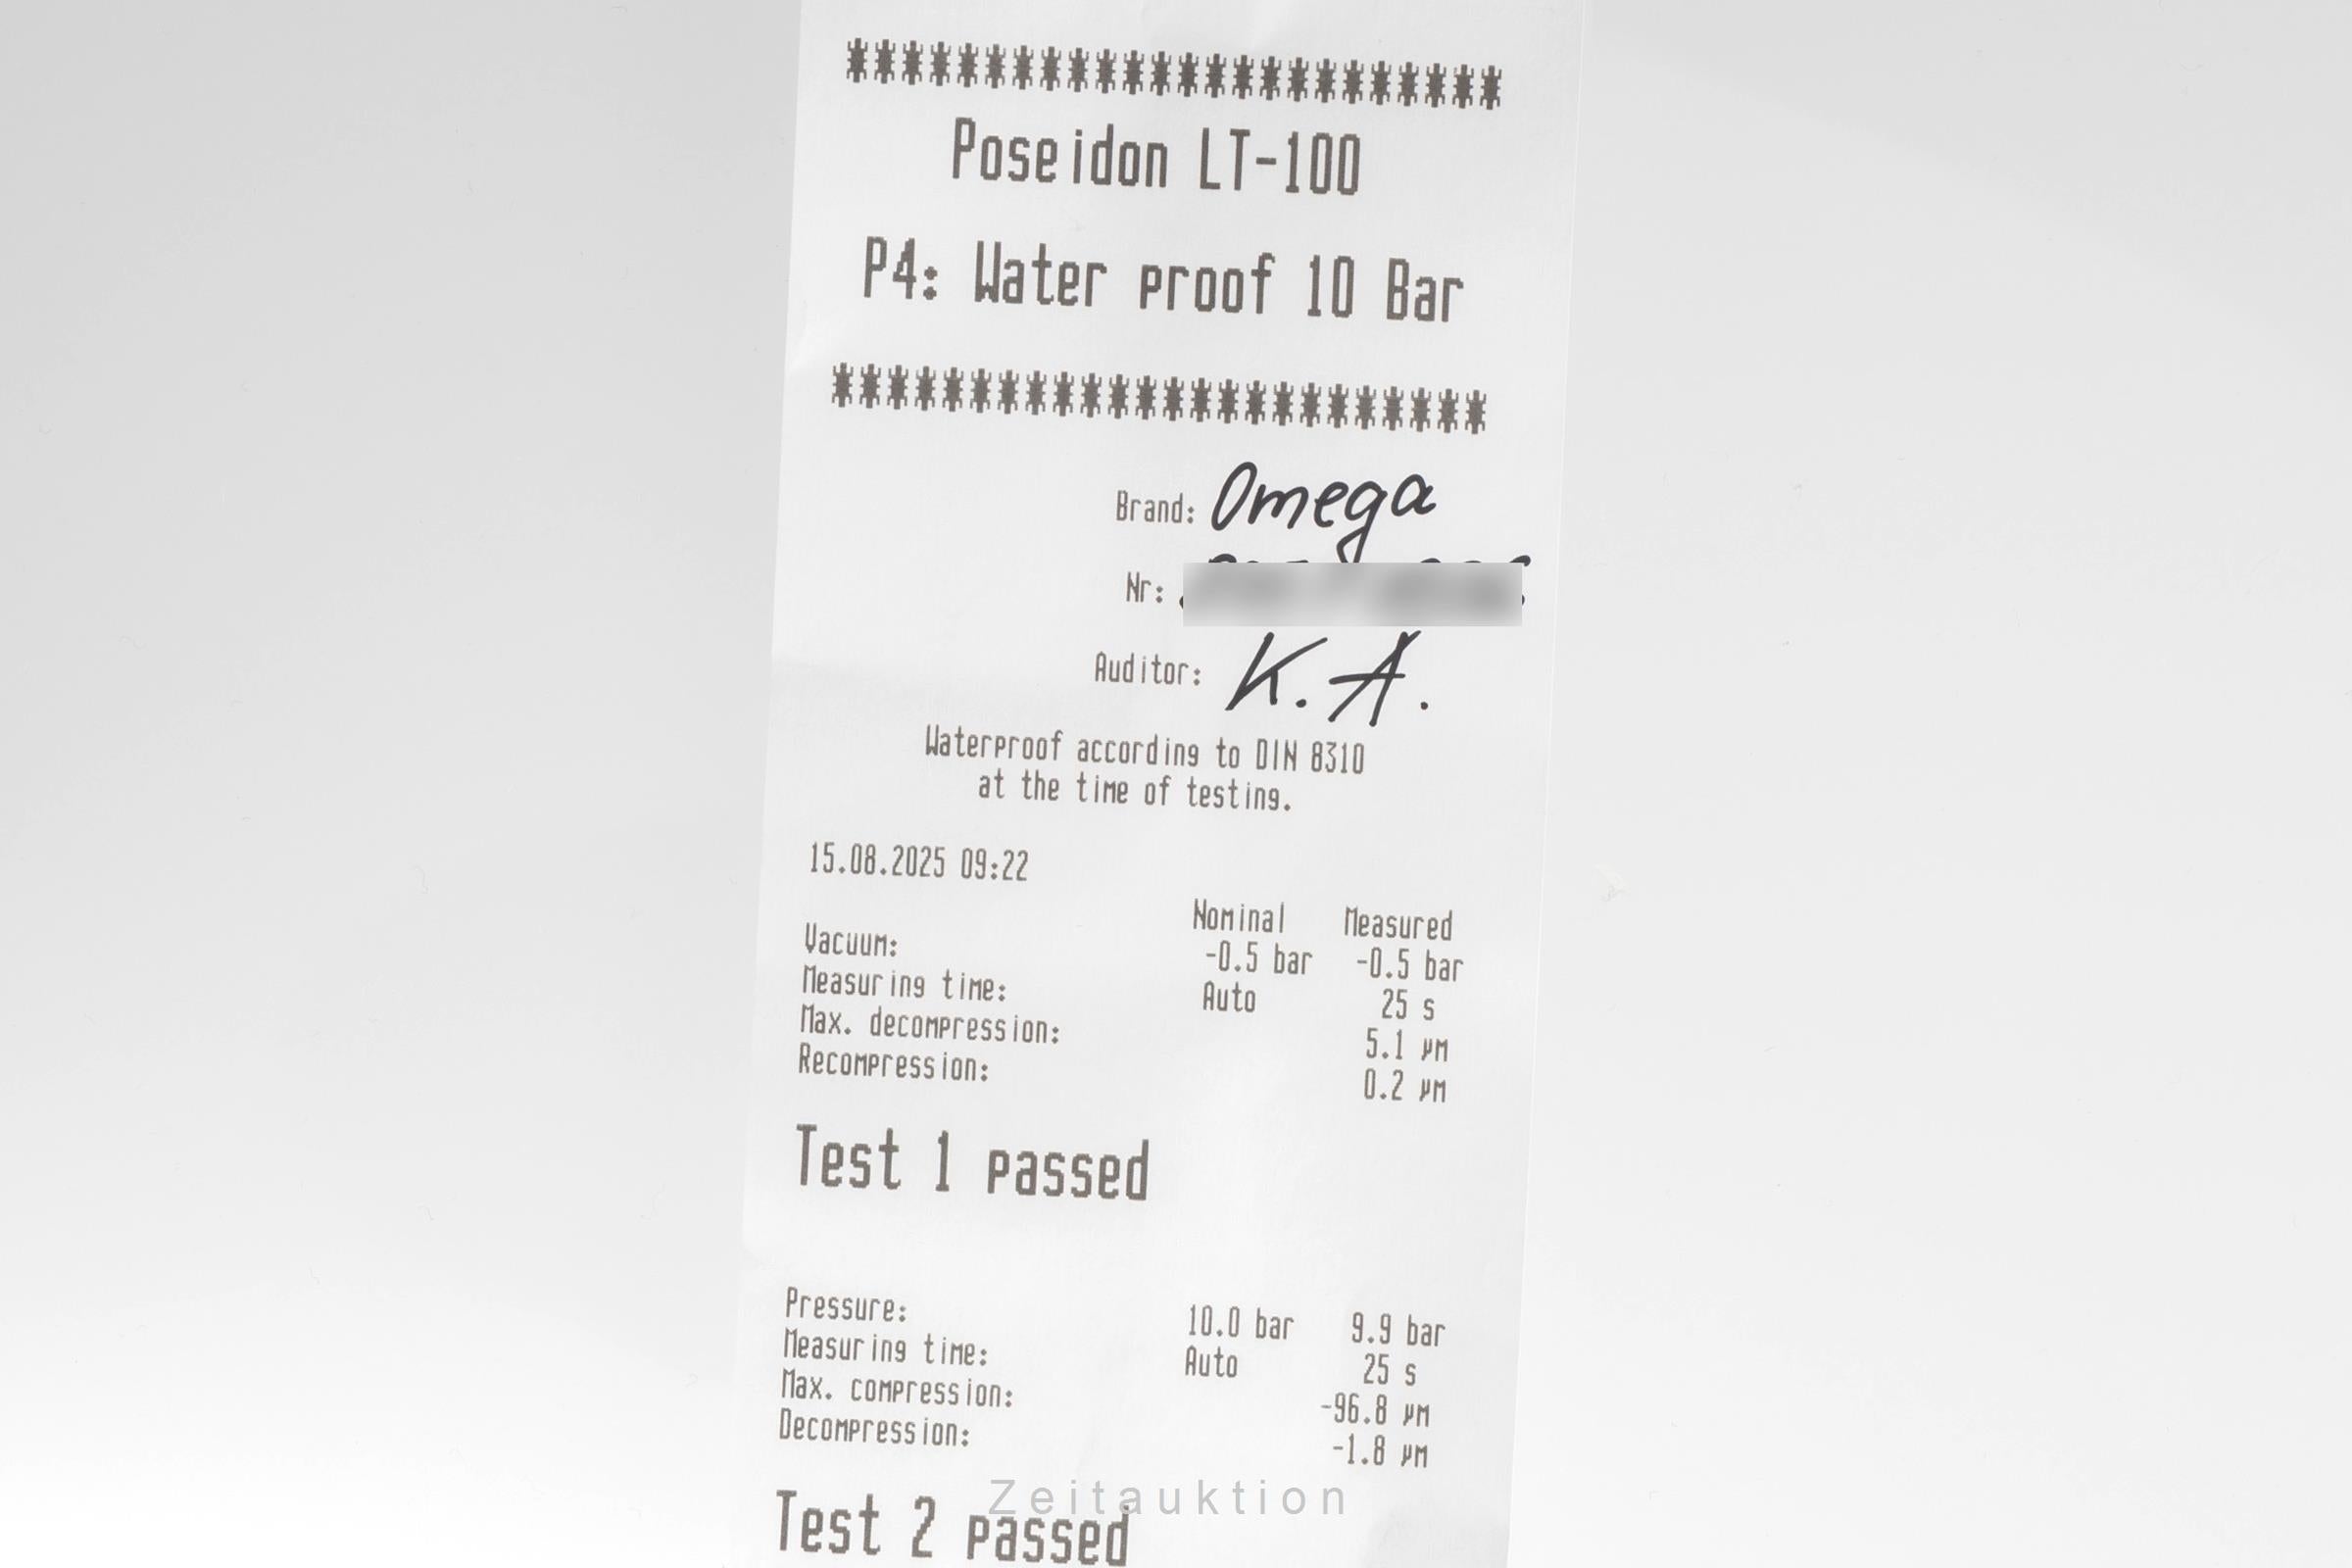 ************************
Poseidon LT-100
P4: Water proof 10 Bar
************************
Brand: Omega
Nr:
Auditor: K. A.
Waterproof according to DIN 8310
at the time of testing.
15.08.2025 09:22
Nominal Measured
Vacuum: -0.5 bar -0.5 bar
Measuring time: Auto 25 s
Max. decompression: 5.1 µm
Recompression: 0.2 µm
Test 1 passed
Pressure: 10.0 bar 9.9 bar
Measuring time: Auto 25 s
Max. compression: -96.8 µm
Decompression: -1.8 µm
Test 2 passed
Zeitauktion